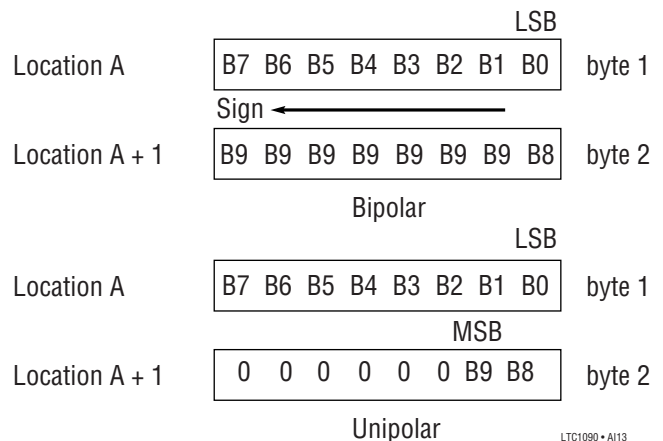 LSB
Location A B7 B6 B5 B4 B3 B2 B1 B0 byte 1
Sign
Location A + 1 B9 B9 B9 B9 B9 B9 B9 B8 byte 2
Bipolar
LSB
Location A B7 B6 B5 B4 B3 B2 B1 B0 byte 1
MSB
Location A + 1 0 0 0 0 0 0 B9 B8 byte 2
Unipolar
LTC1090 • AI13